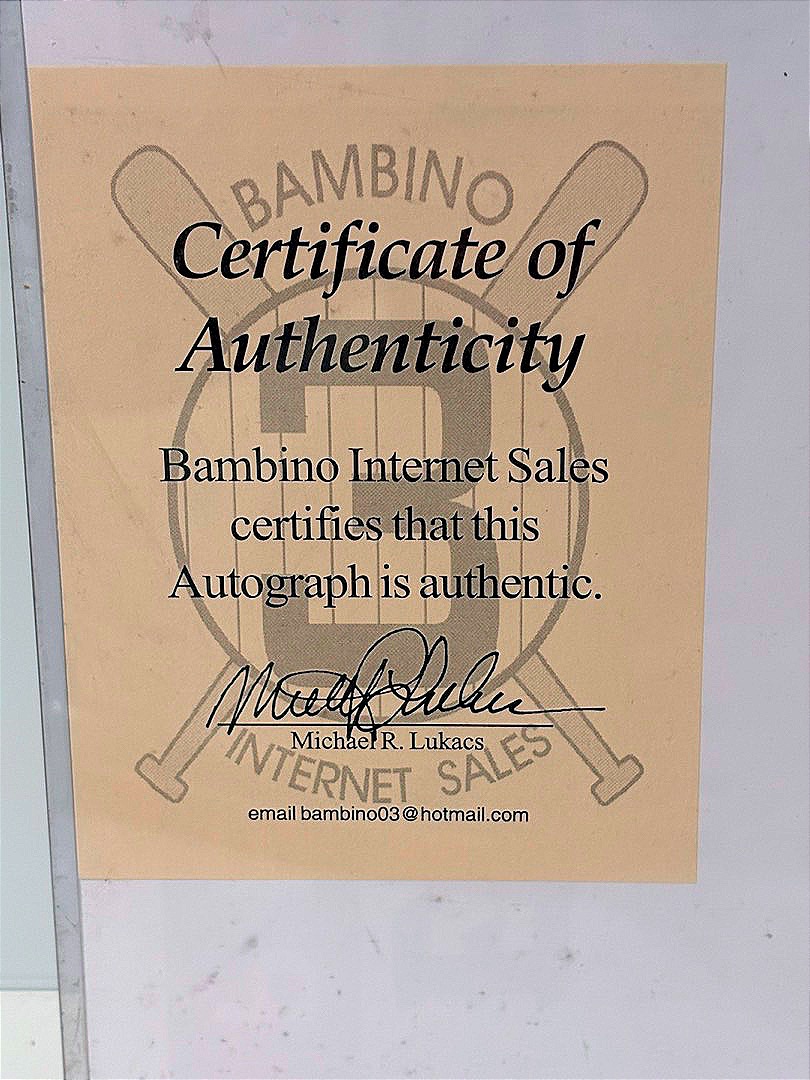 BAMBINO
Certificate of
Authenticity
3
Bambino Internet Sales
certifies that this
Autograph is authentic.
Michael R. Lukacs
INTERNET SALES
email bambino03@hotmail.com